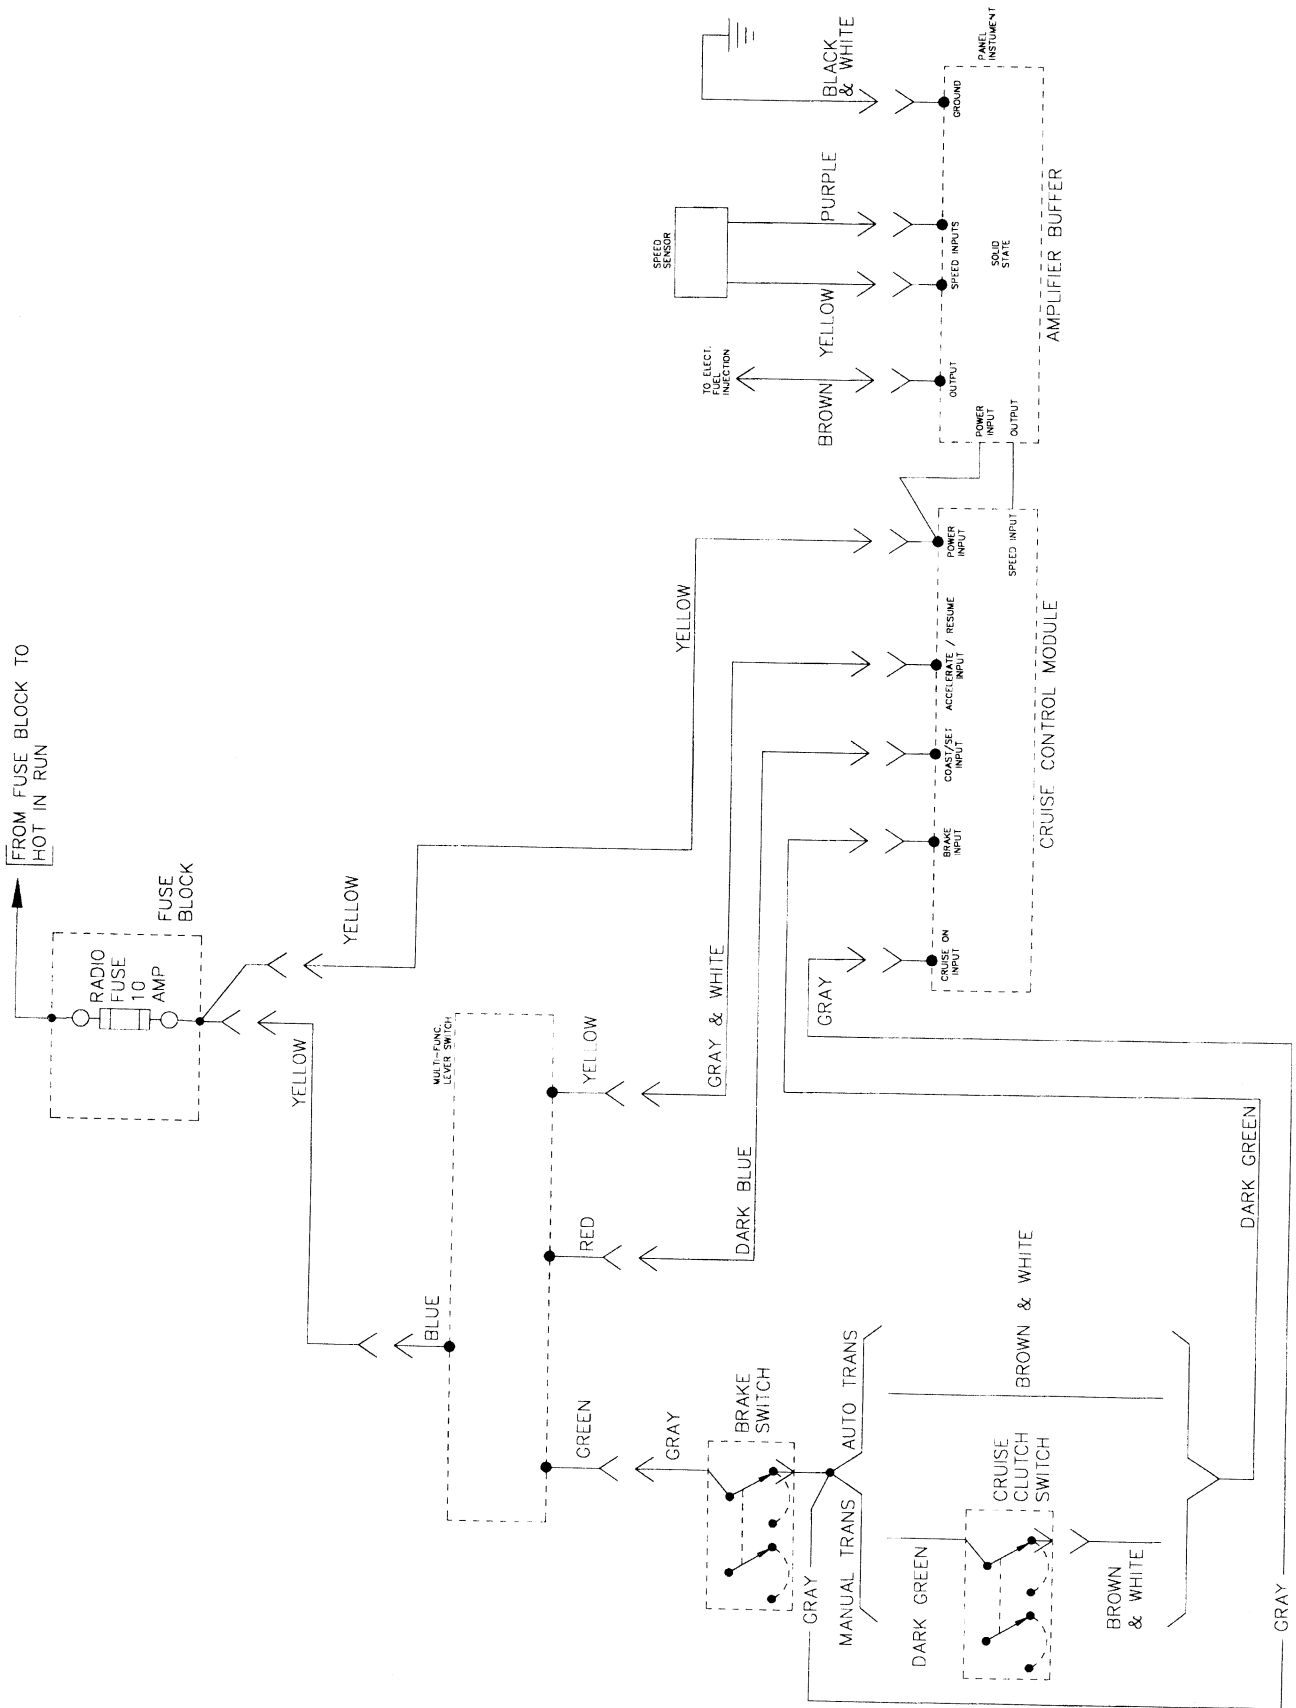 FROM FUSE BLOCK TO
HOT IN RUN
FUSE
BLOCK
RADIO
FUSE
10
AMP
YELLOW
YELLOW
MULTI-FUNC.
LEVER SWITCH
BLUE
GREEN
RED
YELLOW
GRAY
DARK BLUE
GRAY & WHITE
YELLOW
BRAKE
SWITCH
GRAY
MANUAL TRANS
AUTO TRANS
DARK GREEN
CRUISE
CLUTCH
SWITCH
BROWN
& WHITE
BROWN & WHITE
DARK GREEN
GRAY
GRAY
CRUISE ON
INPUT
BRAKE
INPUT
COAST/SET
INPUT
ACCELERATE / RESUME
INPUT
POWER
INPUT
SPEED INPUT
CRUISE CONTROL MODULE
TO ELECT.
FUEL
INJECTION
SPEED
SENSOR
BROWN
YELLOW
PURPLE
BLACK
& WHITE
OUTPUT
SPEED INPUTS
GROUND
POWER
INPUT
OUTPUT
SOLID
STATE
PANEL
INSTUMENT
AMPLIFIER BUFFER